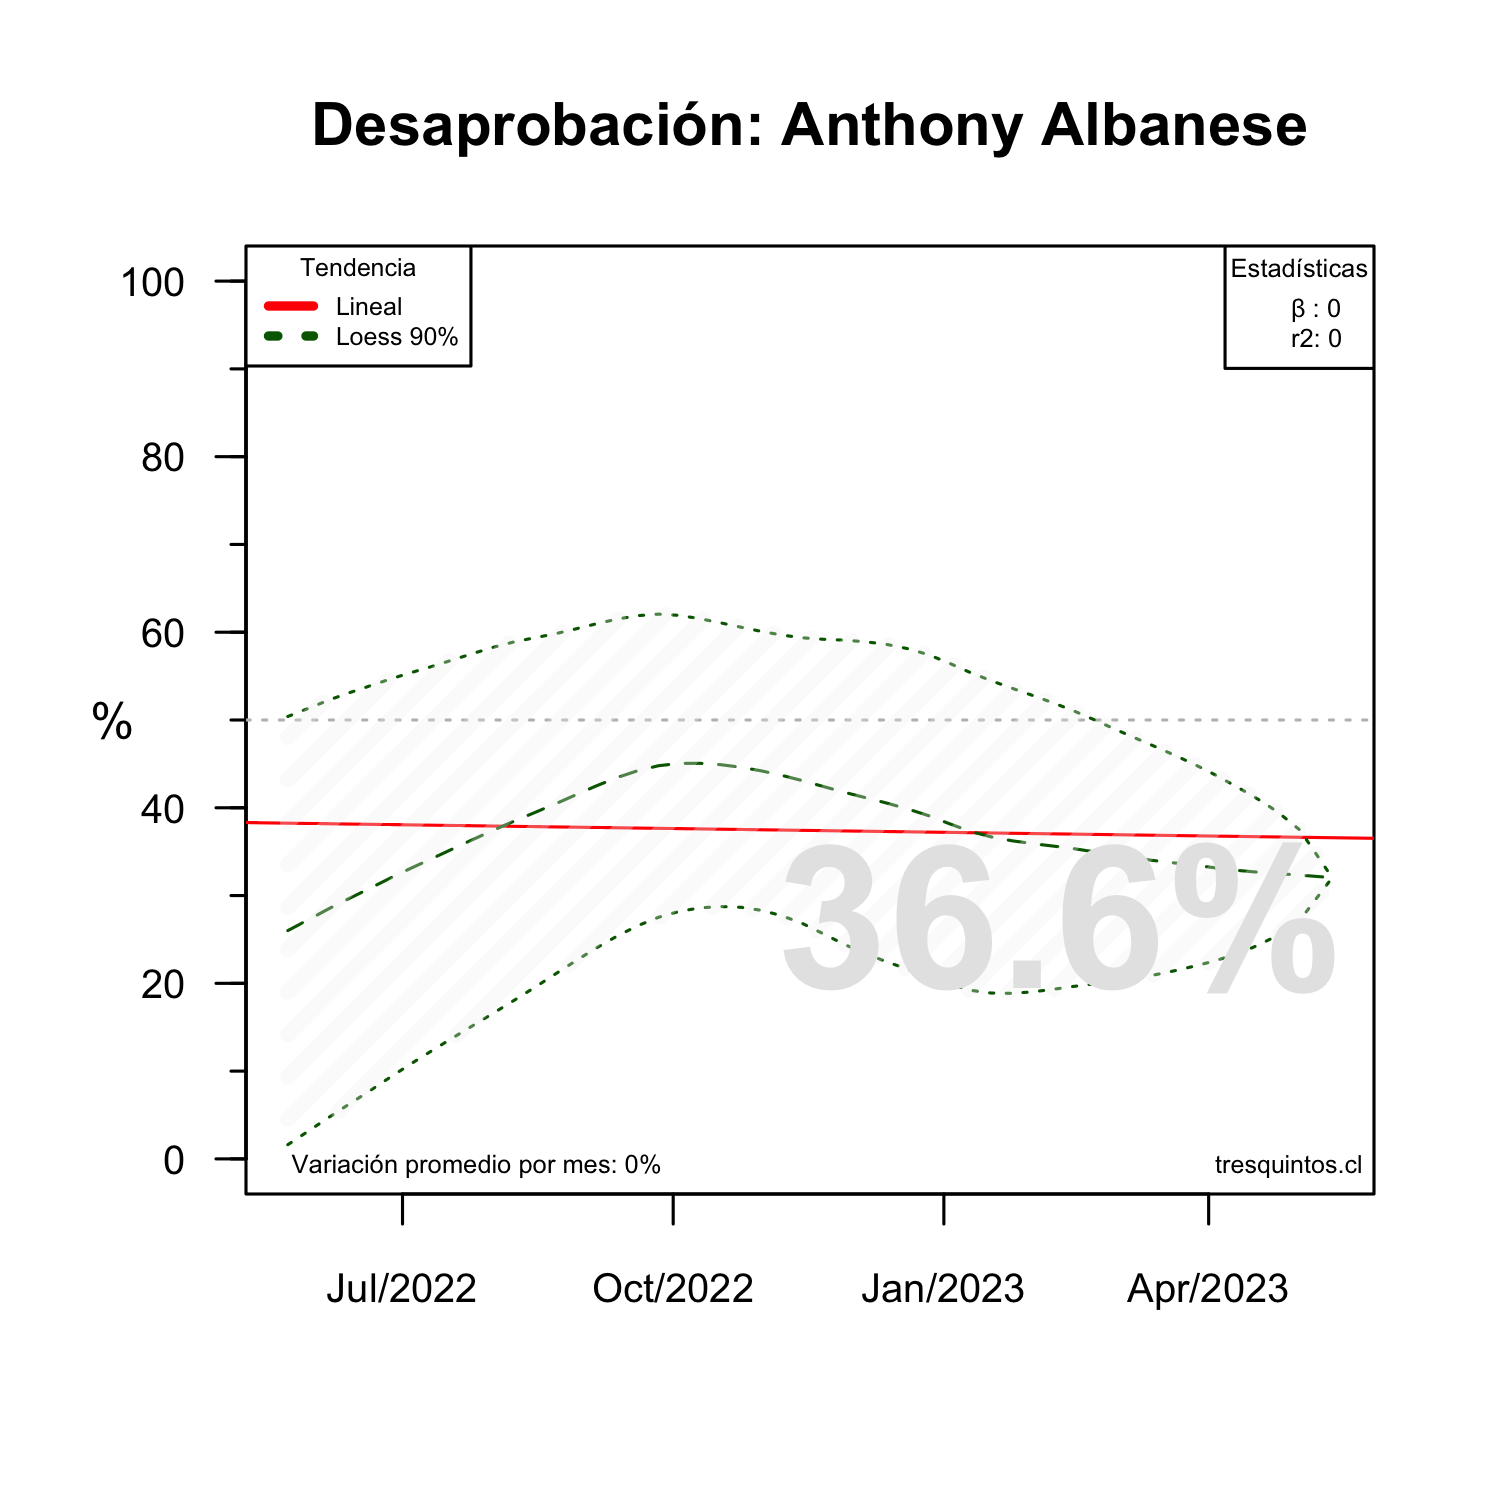 Desaprobación: Anthony Albanese
Tendencia
Lineal
Loess 90%
Estadísticas
β : 0
r2: 0
100
80
60
%
40
20
0
36.6%
Variación promedio por mes: 0%
tresquintos.cl
Jul/2022
Oct/2022
Jan/2023
Apr/2023